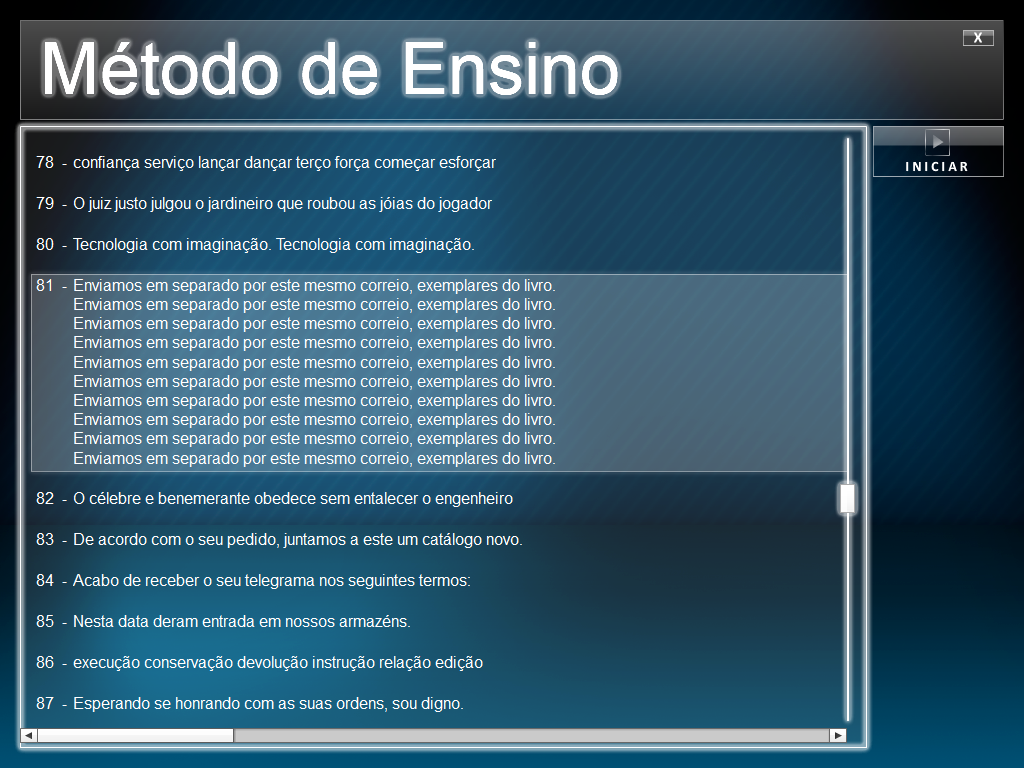 Método de Ensino
X
INICIAR
78 - confiança serviço lançar dançar terço força começar esforçar
79 - O juiz justo julgou o jardineiro que roubou as jóias do jogador
80 - Tecnologia com imaginação. Tecnologia com imaginação.
81 - Enviamos em separado por este mesmo correio, exemplares do livro.
Enviamos em separado por este mesmo correio, exemplares do livro.
Enviamos em separado por este mesmo correio, exemplares do livro.
Enviamos em separado por este mesmo correio, exemplares do livro.
Enviamos em separado por este mesmo correio, exemplares do livro.
Enviamos em separado por este mesmo correio, exemplares do livro.
Enviamos em separado por este mesmo correio, exemplares do livro.
Enviamos em separado por este mesmo correio, exemplares do livro.
Enviamos em separado por este mesmo correio, exemplares do livro.
Enviamos em separado por este mesmo correio, exemplares do livro.
82 - O célebre e benemerante obedece sem entalecer o engenheiro
83 - De acordo com o seu pedido, juntamos a este um catálogo novo.
84 - Acabo de receber o seu telegrama nos seguintes termos:
85 - Nesta data deram entrada em nossos armazéns.
86 - execução conservação devolução instrução relação edição
87 - Esperando se honrando com as suas ordens, sou digno.